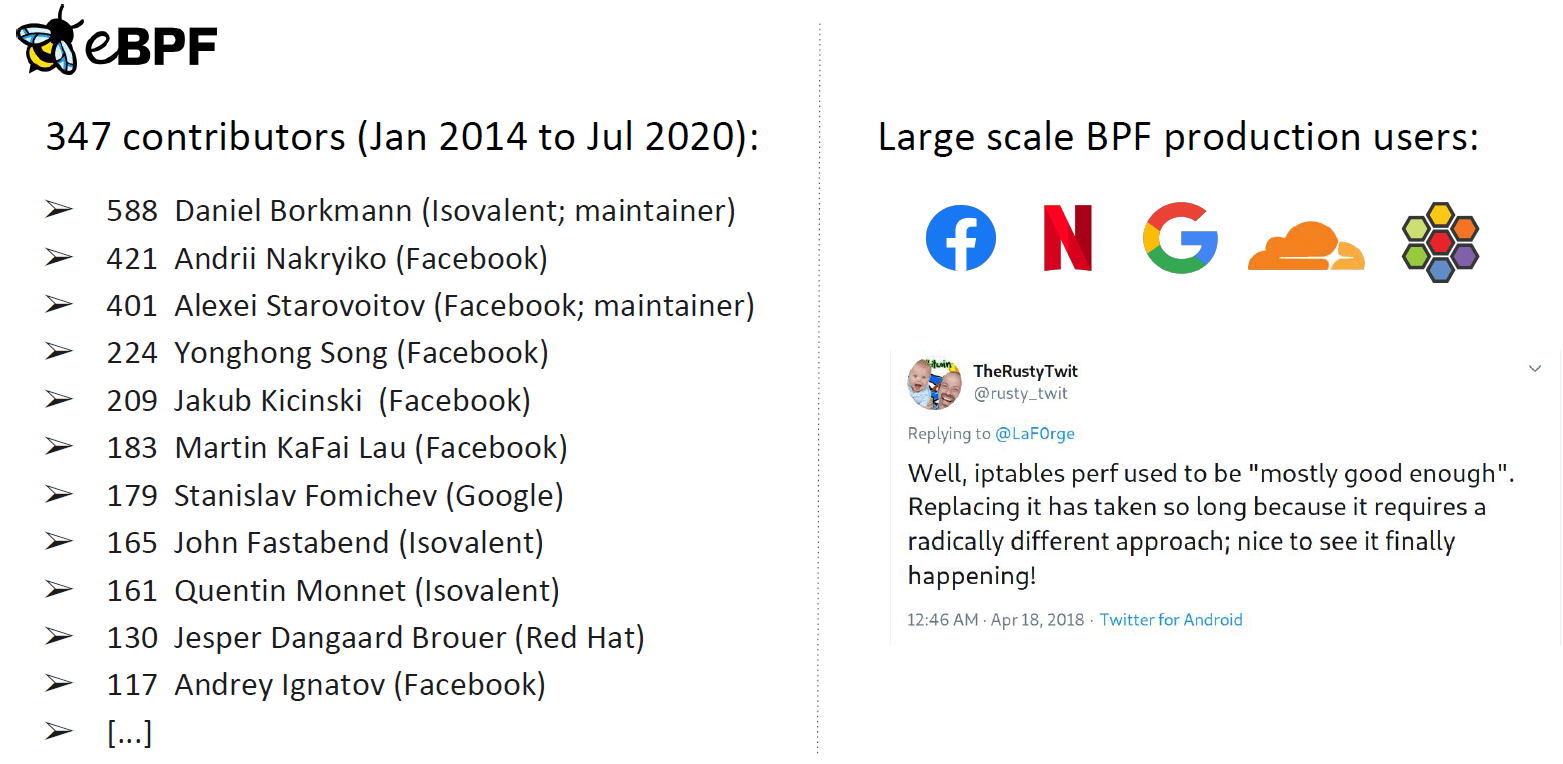 eBPF
347 contributors (Jan 2014 to Jul 2020):
➢ 588 Daniel Borkmann (Isovalent; maintainer)
➢ 421 Andrii Nakryiko (Facebook)
➢ 401 Alexei Starovoitov (Facebook; maintainer)
➢ 224 Yonghong Song (Facebook)
➢ 209 Jakub Kicinski (Facebook)
➢ 183 Martin KaFai Lau (Facebook)
➢ 179 Stanislav Fomichev (Google)
➢ 165 John Fastabend (Isovalent)
➢ 161 Quentin Monnet (Isovalent)
➢ 130 Jesper Dangaard Brouer (Red Hat)
➢ 117 Andrey Ignatov (Facebook)
➢ [...]
Large scale BPF production users:
f N G
TheRustyTwit
@rusty_twit
Replying to @LaF0rge
Well, iptables perf used to be "mostly good enough".
Replacing it has taken so long because it requires a
radically different approach; nice to see it finally
happening!
12:46 AM · Apr 18, 2018 · Twitter for Android